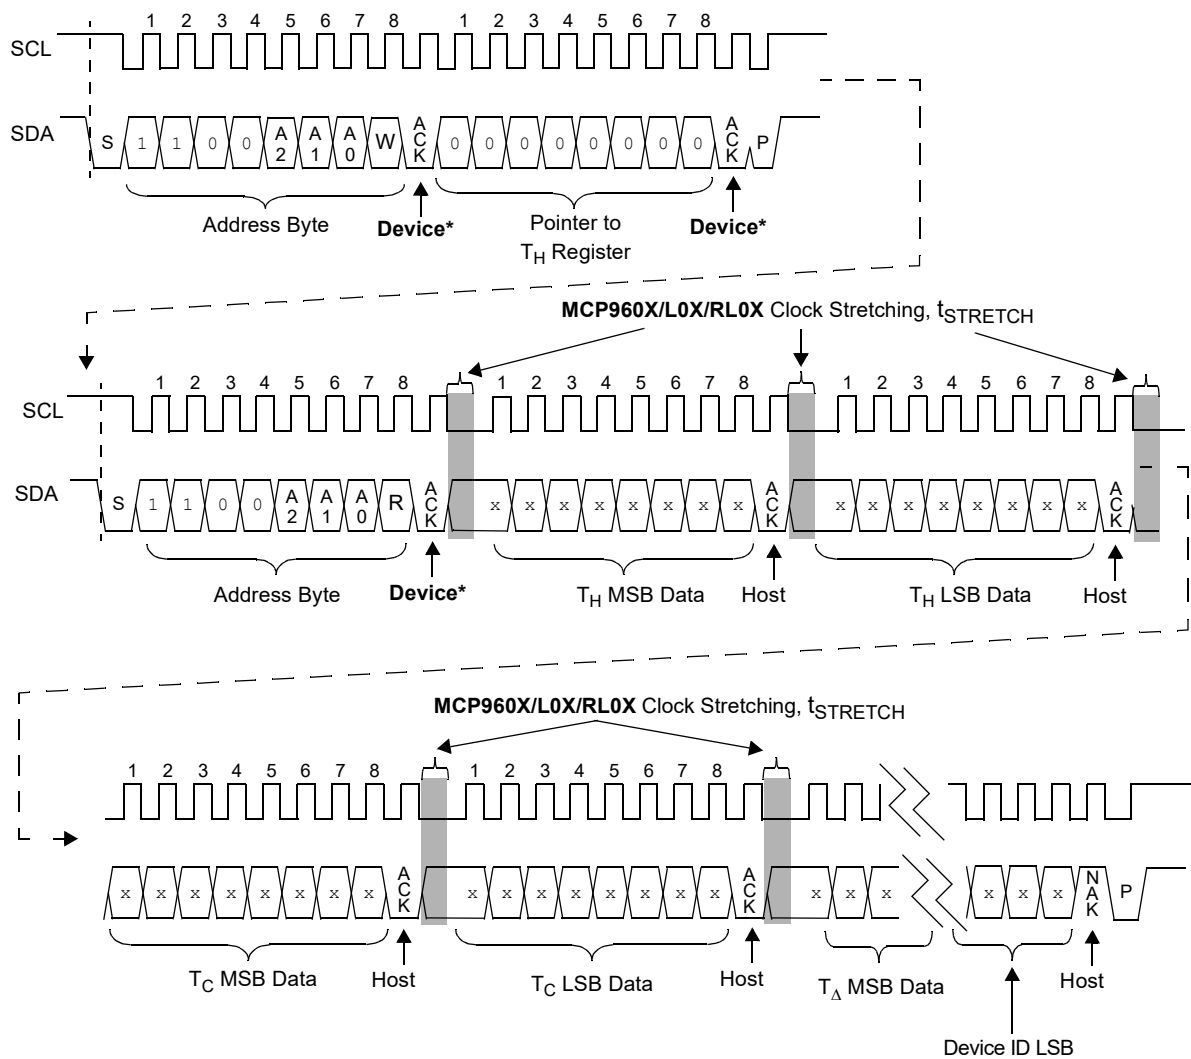 1 2 3 4 5 6 7 8 1 2 3 4 5 6 7 8
SCL
SDA
S 1 1 0 0 A2 A1 A0 W ACK 0 0 0 0 0 0 0 0 ACK P
Address Byte
Device*
Pointer to
TH Register
Device*
MCP960X/L0X/RL0X Clock Stretching, tSTRETCH
1 2 3 4 5 6 7 8 1 2 3 4 5 6 7 8 1 2 3 4 5 6 7 8
SCL
SDA
S 1 1 0 0 A2 A1 A0 R ACK x x x x x x x x ACK x x x x x x x x ACK
Address Byte
Device*
TH MSB Data
Host
TH LSB Data
Host
MCP960X/L0X/RL0X Clock Stretching, tSTRETCH
1 2 3 4 5 6 7 8 1 2 3 4 5 6 7 8
x x x x x x x x ACK x x x x x x x x ACK x x x x x x NAK P
TC MSB Data
Host
TC LSB Data
Host
TΔ MSB Data
Host
Device ID LSB